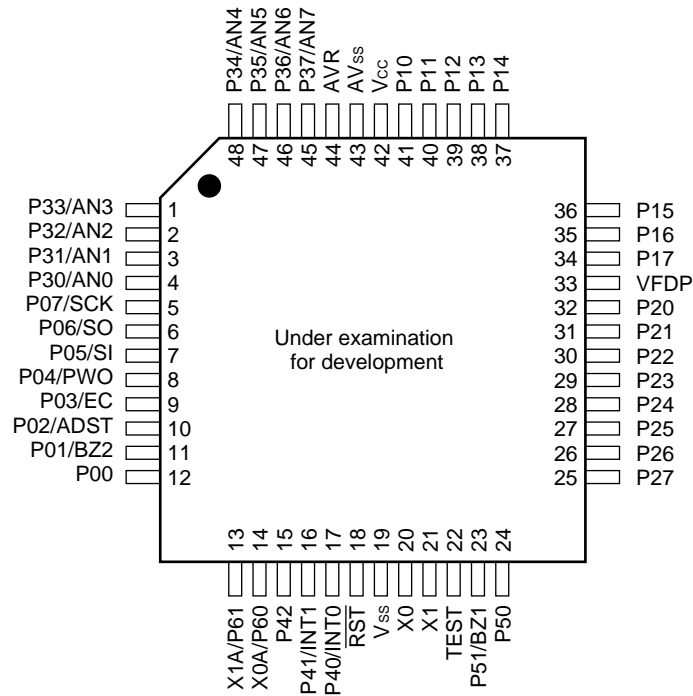 P34/AN4
P35/AN5
P36/AN6
P37/AN7
AVR
AVss
Vcc
P10
P11
P12
P13
P14
48
47
46
45
44
43
42
41
40
39
38
37
P33/AN3 1
P32/AN2 2
P31/AN1 3
P30/AN0 4
P07/SCK 5
P06/SO 6
P05/SI 7
P04/PWO 8
P03/EC 9
P02/ADST 10
P01/BZ2 11
P00 12
Under examination
for development
36 P15
35 P16
34 P17
33 VFDP
32 P20
31 P21
30 P22
29 P23
28 P24
27 P25
26 P26
25 P27
13
14
15
16
17
18
19
20
21
22
23
24
X1A/P61
X0A/P60
P42
P41/INT1
P40/INT0
RST
Vss
X0
X1
TEST
P51/BZ1
P50